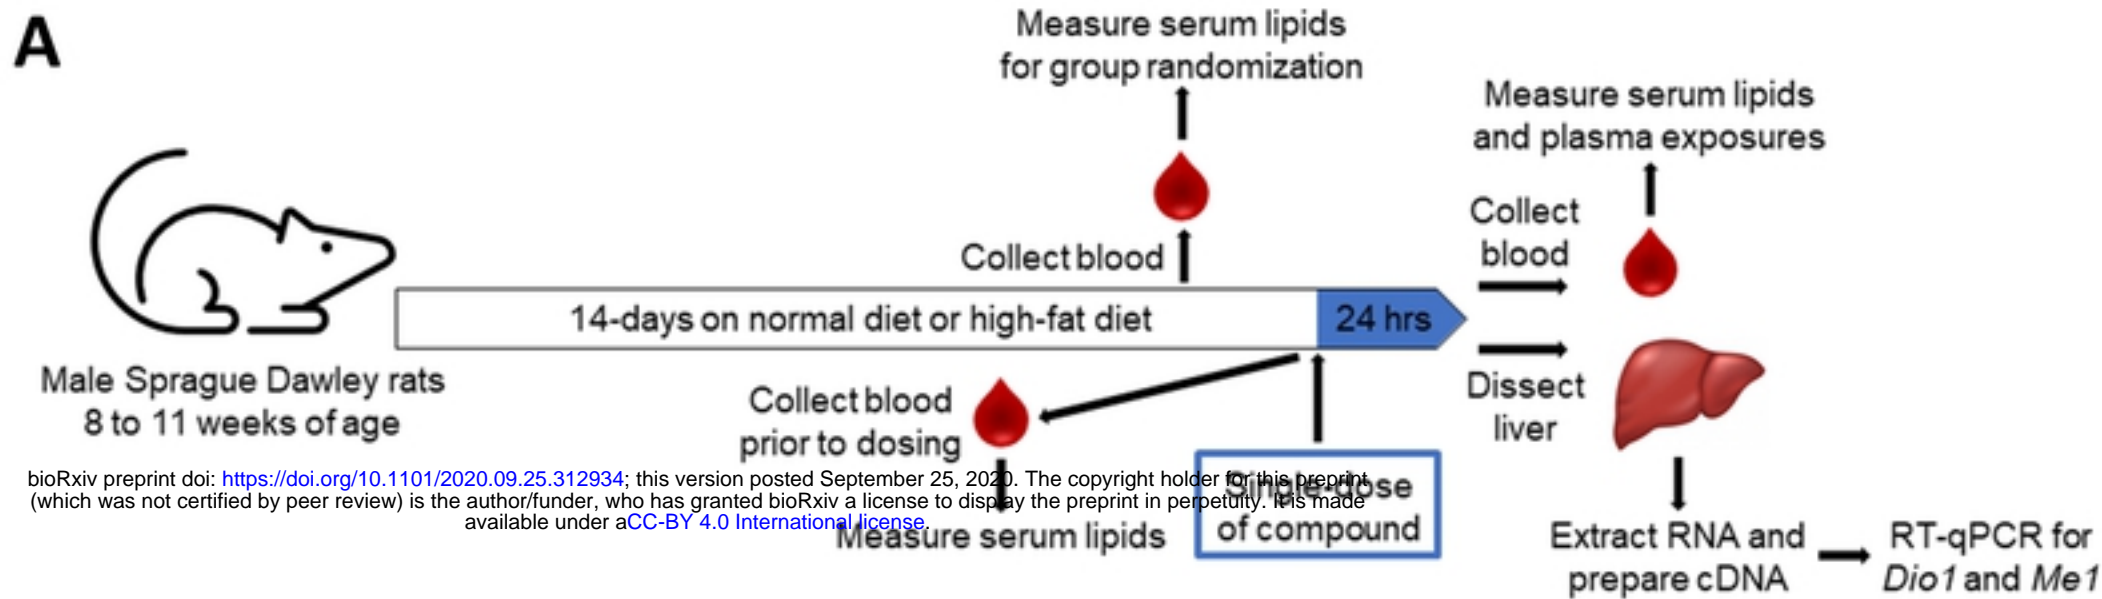 A
Measure serum lipids
for group randomization
Measure serum lipids
and plasma exposures
Collect
blood
Collect blood
14-days on normal diet or high-fat diet
24 hrs
Male Sprague Dawley rats
8 to 11 weeks of age
Collect blood
prior to dosing
Dissect
liver
bioRxiv preprint doi: https://doi.org/10.1101/2020.09.25.312934; this version posted September 25, 2020. The copyright holder for this preprint
(which was not certified by peer review) is the author/funder, who has granted bioRxiv a license to display the preprint in perpetuity. It is made
available under aCC-BY 4.0 International license.
Single-dose
of compound
Measure serum lipids
Extract RNA and
prepare cDNA
RT-qPCR for
Dio1 and Me1